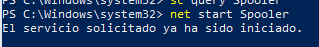 PS C:\Windows\system32> sc query Spooler
PS C:\Windows\system32> net start Spooler
El servicio solicitado ya ha sido iniciado.